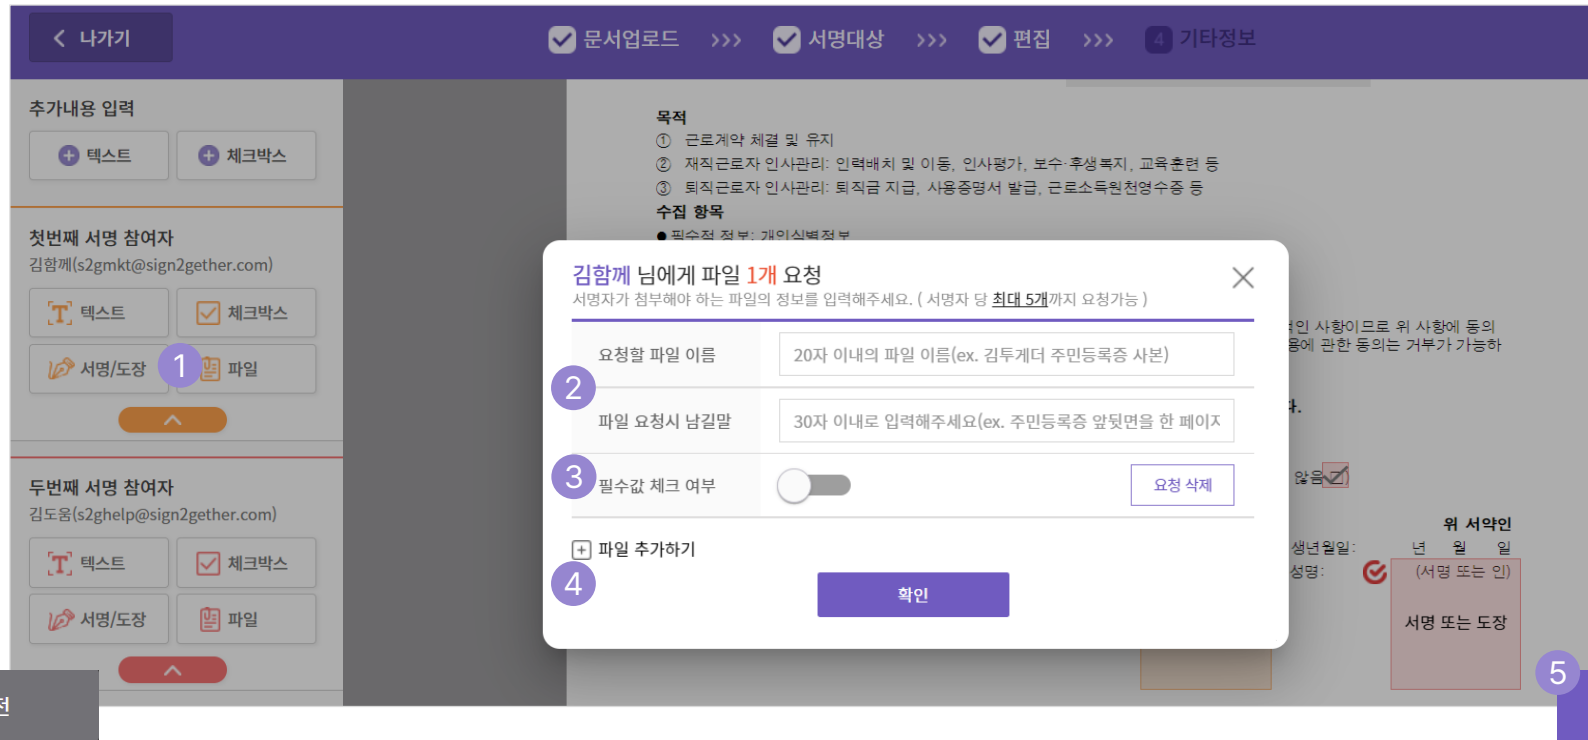 나가기
문서업로드 >>> 서명대상 >>> 편집 >>> 4 기타정보
추가내용 입력
텍스트 체크박스
첫번째 서명 참여자
김함께(s2gmkt@sign2gether.com)
텍스트 체크박스
서명/도장 1 파일
두번째 서명 참여자
김도움(s2ghelp@sign2gether.com)
텍스트 체크박스
서명/도장 파일
전
목적
① 근로계약 체결 및 유지
② 재직근로자 인사관리: 인력배치 및 이동, 인사평가, 보수·후생복지, 교육훈련 등
③ 퇴직근로자 인사관리: 퇴직금 지급, 사용증명서 발급, 근로소득원천영수증 등
수집 항목
● 필수적 정보: 개인식별정보
김함께 님에게 파일 1개 요청
서명자가 첨부해야 하는 파일의 정보를 입력해주세요. ( 서명자 당 최대 5개까지 요청가능 )
요청할 파일 이름 20자 이내의 파일 이름(ex. 김투게더 주민등록증 사본)
2
파일 요청시 남길말 30자 이내로 입력해주세요(ex. 주민등록증 앞뒷면을 한 페이지
3 필수값 체크 여부 요청 삭제
파일 추가하기
4
확인
인 사항이므로 위 사항에 동의
용에 관한 동의는 거부가 가능하
다.
않음
위 서약인
생년월일: 년 월 일
성명: (서명 또는 인)
서명 또는 도장
5